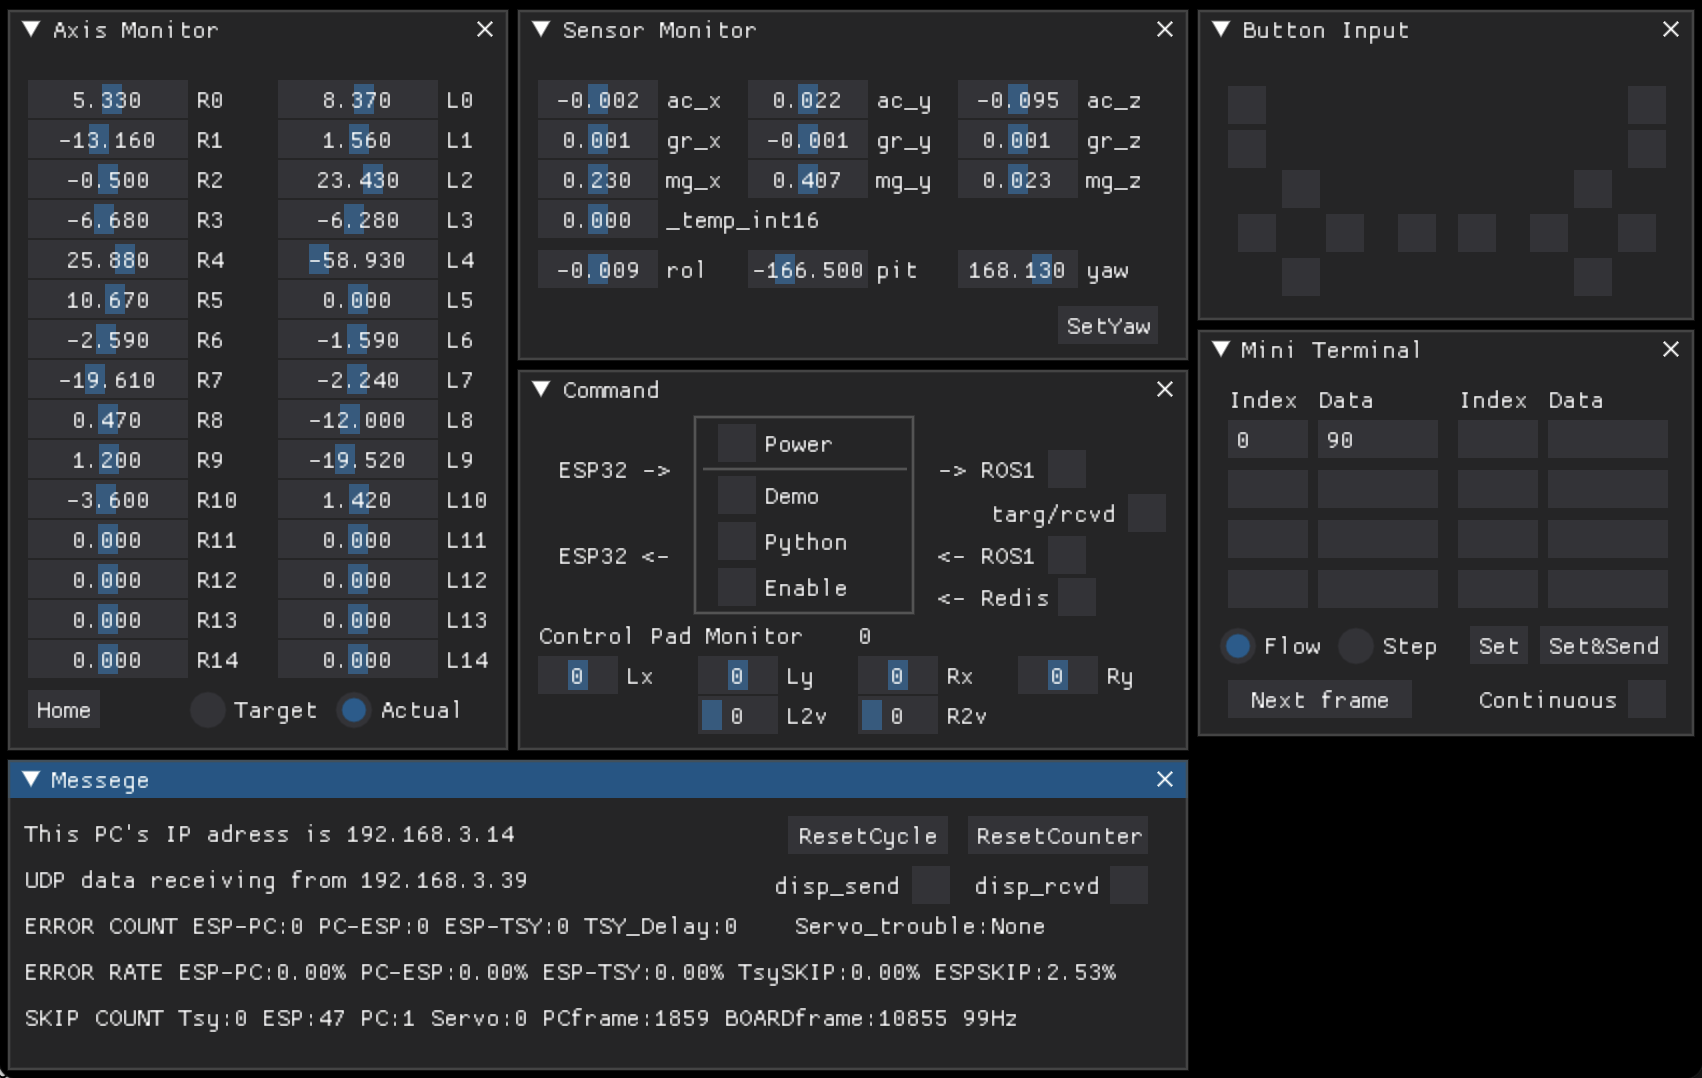 Axis Monitor
5.330 R0 8.370 L0
-13.160 R1 1.560 L1
-0.500 R2 23.430 L2
-6.680 R3 -6.280 L3
25.880 R4 -58.930 L4
10.670 R5 0.000 L5
-2.590 R6 -1.590 L6
-19.610 R7 -2.240 L7
0.470 R8 -12.000 L8
1.200 R9 -19.520 L9
-3.600 R10 1.420 L10
0.000 R11 0.000 L11
0.000 R12 0.000 L12
0.000 R13 0.000 L13
0.000 R14 0.000 L14
Home Target Actual
Sensor Monitor
-0.002 ac_x 0.022 ac_y -0.095 ac_z
0.001 gr_x -0.001 gr_y 0.001 gr_z
0.230 mg_x 0.407 mg_y 0.023 mg_z
0.000 _temp_int16
-0.009 rol -166.500 pit 168.130 yaw
SetYaw
Command
Power
ESP32 -> -> ROS1
Demo
targ/rcvd
Python
ESP32 <- <- ROS1
Enable
<- Redis
Control Pad Monitor 0
0 Lx 0 Ly 0 Rx 0 Ry
0 L2v 0 R2v
Button Input
Mini Terminal
Index Data Index Data
0 90
Flow Step Set Set&Send
Next frame Continuous
Messege
This PC's IP adress is 192.168.3.14 ResetCycle ResetCounter
UDP data receiving from 192.168.3.39 disp_send disp_rcvd
ERROR COUNT ESP-PC:0 PC-ESP:0 ESP-TSY:0 TSY_Delay:0 Servo_trouble:None
ERROR RATE ESP-PC:0.00% PC-ESP:0.00% ESP-TSY:0.00% TsySKIP:0.00% ESPSKIP:2.53%
SKIP COUNT Tsy:0 ESP:47 PC:1 Servo:0 PCframe:1859 BOARDframe:10855 99Hz